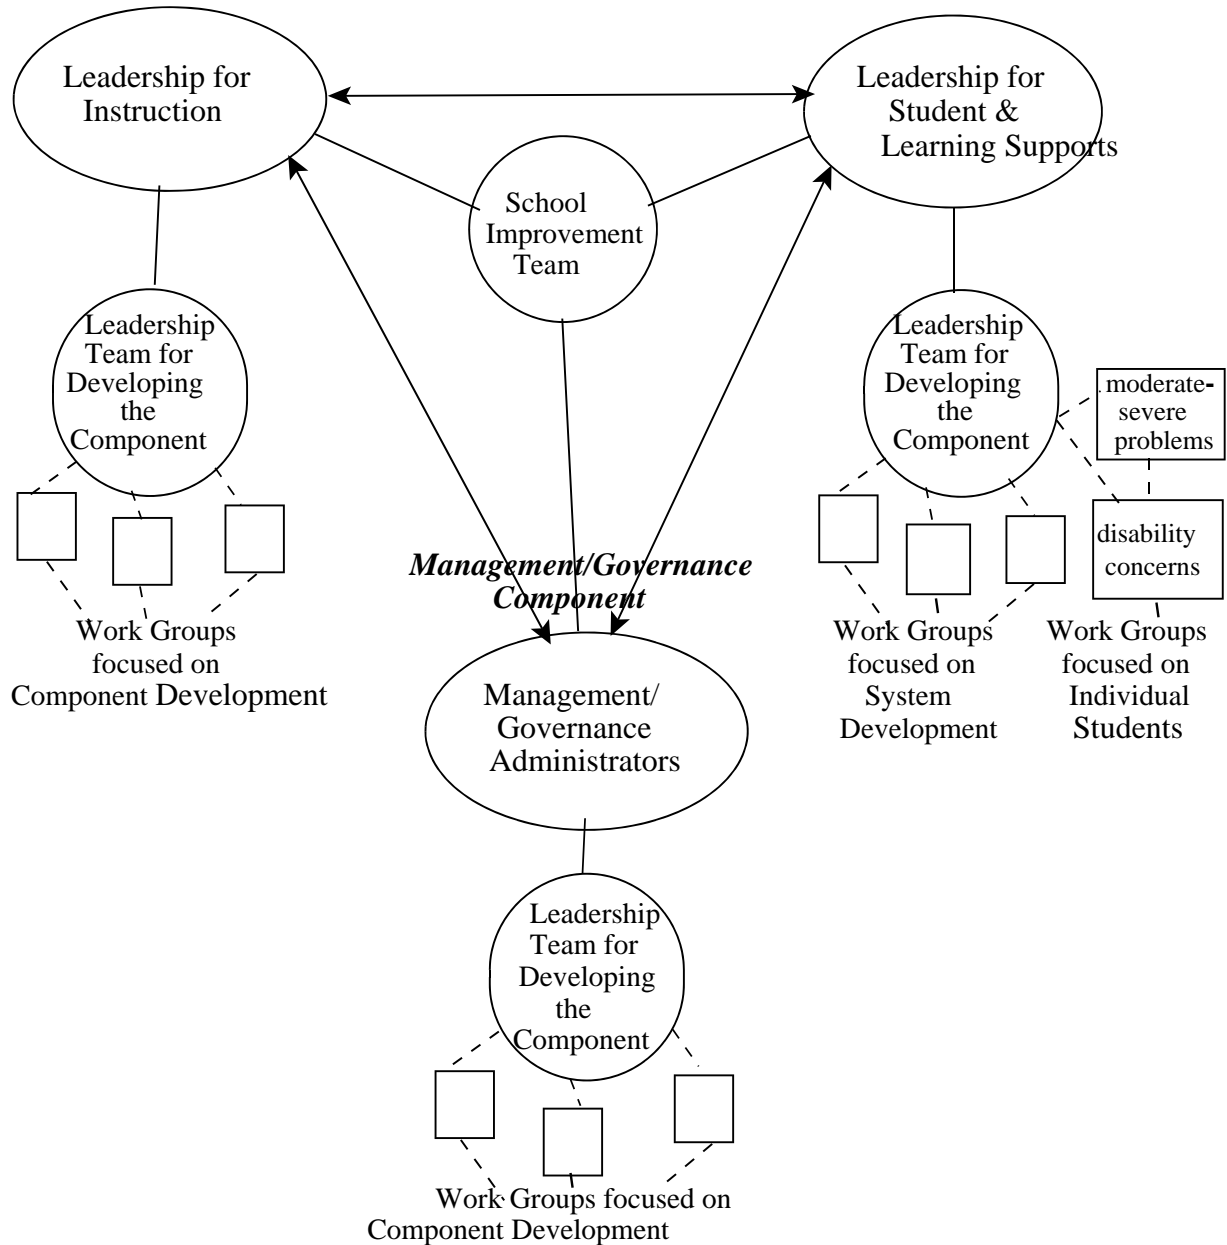 Leadership for
Instruction
Leadership for
Student &
Learning Supports
School
Improvement
Team
Leadership
Team for
Developing
the
Component
Leadership
Team for
Developing
the
Component
moderate-
severe
problems
disability
concerns
Work Groups
focused on
Component Development
Management/Governance
Component
Work Groups
focused on
System
Development
Work Groups
focused on
Individual
Students
Management/
Governance
Administrators
Leadership
Team for
Developing
the
Component
Work Groups focused on
Component Development